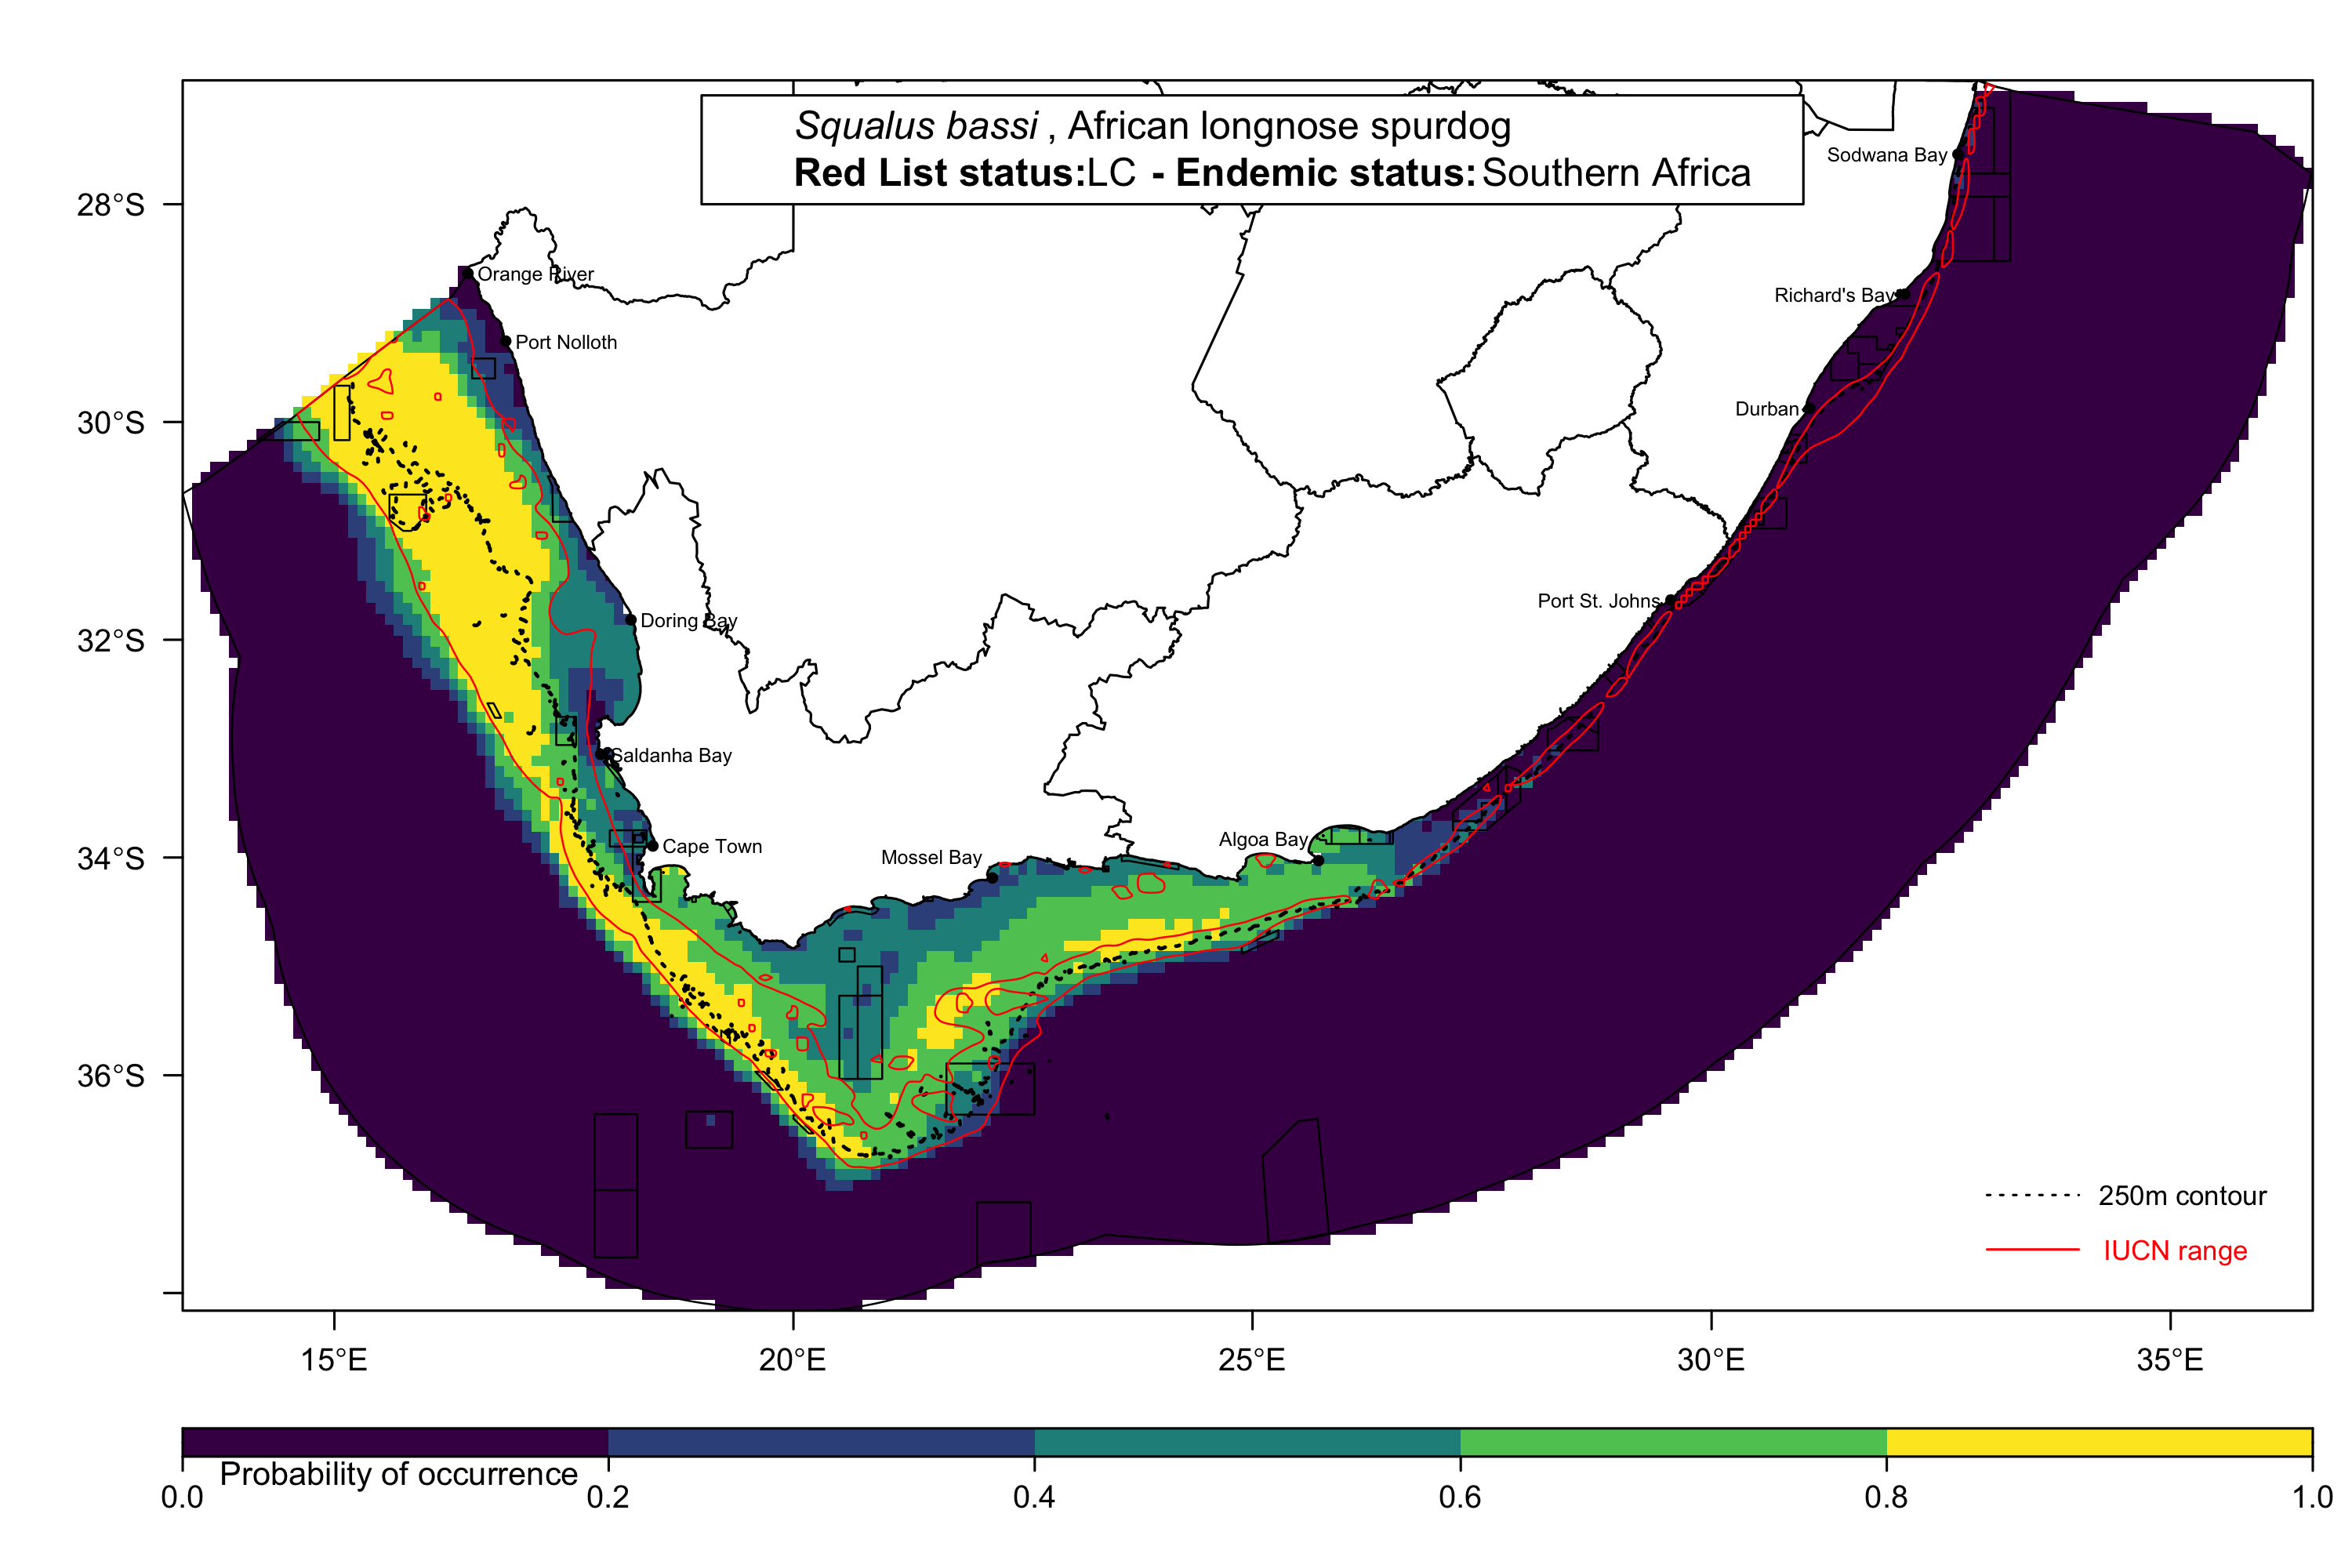 Squalus bassi , African longnose spurdog
Red List status:LC - Endemic status:Southern Africa
Sodwana Bay
28°S
Orange River
Richard's Bay
Port Nolloth
Durban
30°S
Port St. Johns
Doring Bay
32°S
Saldanha Bay
Algoa Bay
Cape Town
Mossel Bay
34°S
36°S
250m contour
IUCN range
15°E 20°E 25°E 30°E 35°E
Probability of occurrence
0.0 0.2 0.4 0.6 0.8 1.0